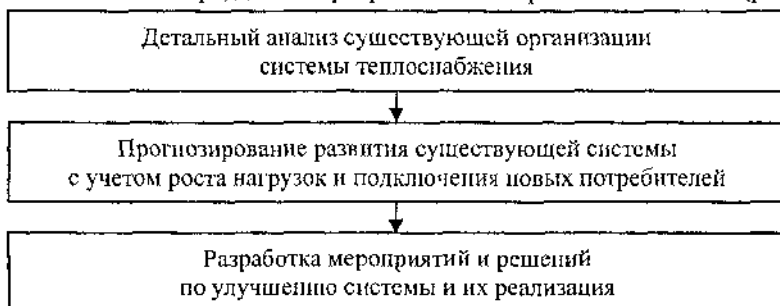 Детальный анализ существующей организации
системы теплоснабжения
Прогнозирование развития существующей системы
с учетом роста нагрузок и подключения новых потребителей
Разработка мероприятий и решений
по улучшению системы и их реализация